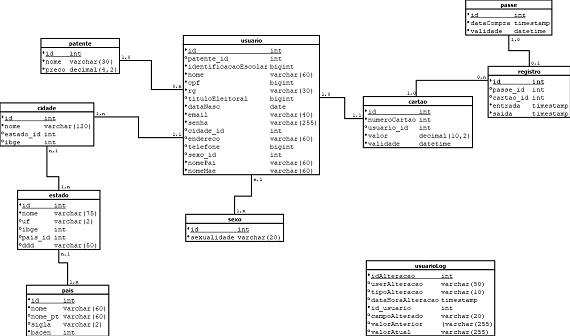 passe
*id int
*dataCompra timestamp
*validade datetime
1,0
patente
*id int
*nome varchar(30)
*preco decimal(4,2)
1,0
usuario
*id int
patente_id int
*identificacaoEscolar bigint
*nome varchar(60)
*cpf bigint
*rg varchar(30)
tituloEleitoral bigint
*dataNasc date
*email varchar(40)
*senha varchar(255)
cidade_id int
endereco varchar(60)
telefone bigint
sexo_id int
*nomePai varchar(60)
*nomeMae varchar(60)
0,n
0,1
registro
id int
passe_id int
cartao_id int
*entrada timestamp
*saida timestamp
0,n
1,0
cartao
id int
*numeroCartao int
usuario_id int
*valor decimal(10,2)
*validade datetime
1,0
1,1
cidade
id int
*nome varchar(120)
estado_id int
ibge int
1,n
1,1
n,1
1,n
estado
*id int
*nome varchar(75)
uf varchar(2)
ibge int
pais_id int
ddd varchar(50)
n,1
1,n
pais
id int
*nome varchar(60)
*nome_pt varchar(60)
sigla varchar(2)
*bacen int
n,1
1,n
sexo
*id int
*sexualidade varchar(20)
usuarioLog
*idAlteracao int
userAlteracao varchar(50)
tipoAlteracao varchar(10)
dataHoraAlteracao timestamp
*id_usuario int
campoAlterado varchar(20)
valorAnterior varchar(255)
valorAtual varchar(255)